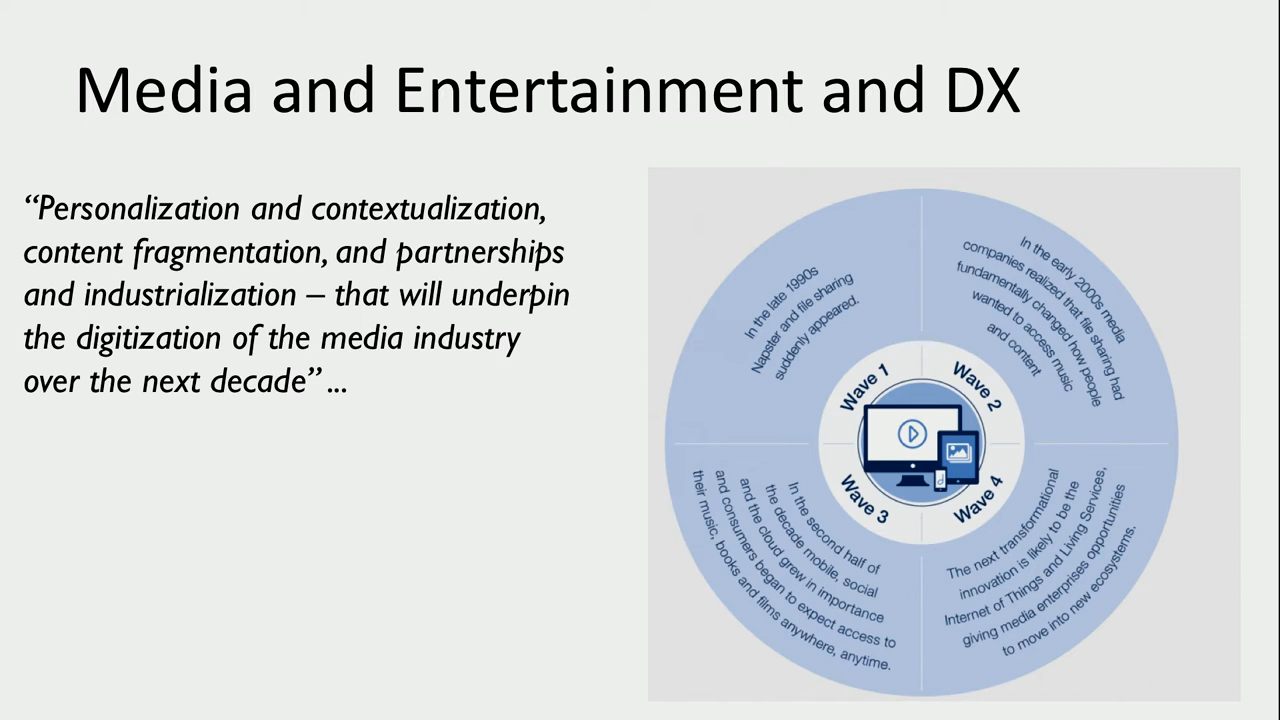 Media and Entertainment and DX
“Personalization and contextualization,
content fragmentation, and partnerships
and industrialization – that will underpin
the digitization of the media industry
over the next decade” ...
In the late 1990s
Napster and file sharing
suddenly appeared.
Wave 1
In the early 2000s media
companies realized that file sharing had
fundamentally changed how people
wanted to access music
and content
Wave 2
Wave 3
In the second half of
the decade mobile, social
and the cloud grew in importance
and consumers began to expect access to
their music, books and films anywhere, anytime.
Wave 4
The next transformational
innovation is likely to be the
Internet of Things and Living Services,
giving media enterprises opportunities
to move into new ecosystems.